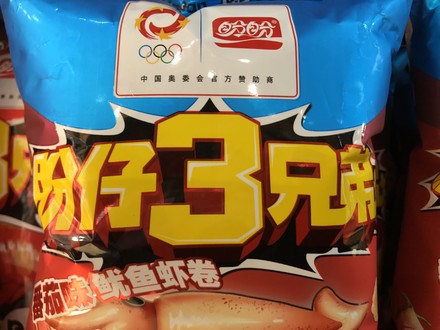 盼盼
中国奥委会官方赞助商
盼仔3兄弟
番茄味鱿鱼虾卷